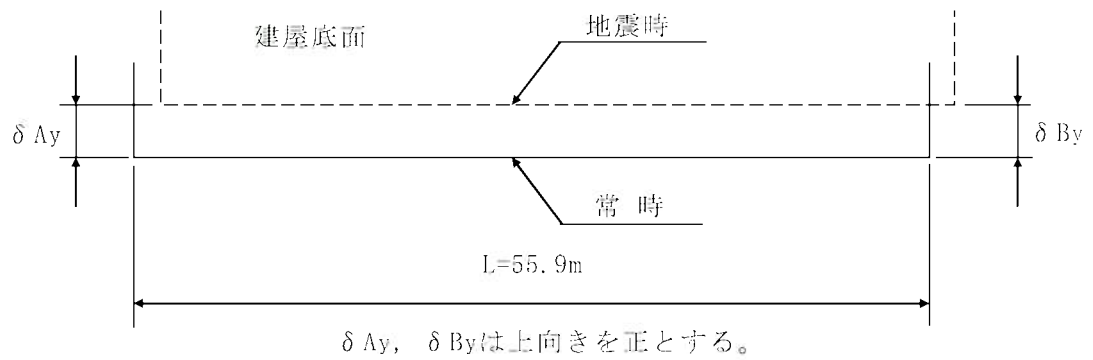 建屋底面
地震時
δAy
δBy
常 時
L=55.9m
δAy, δByは上向きを正とする。